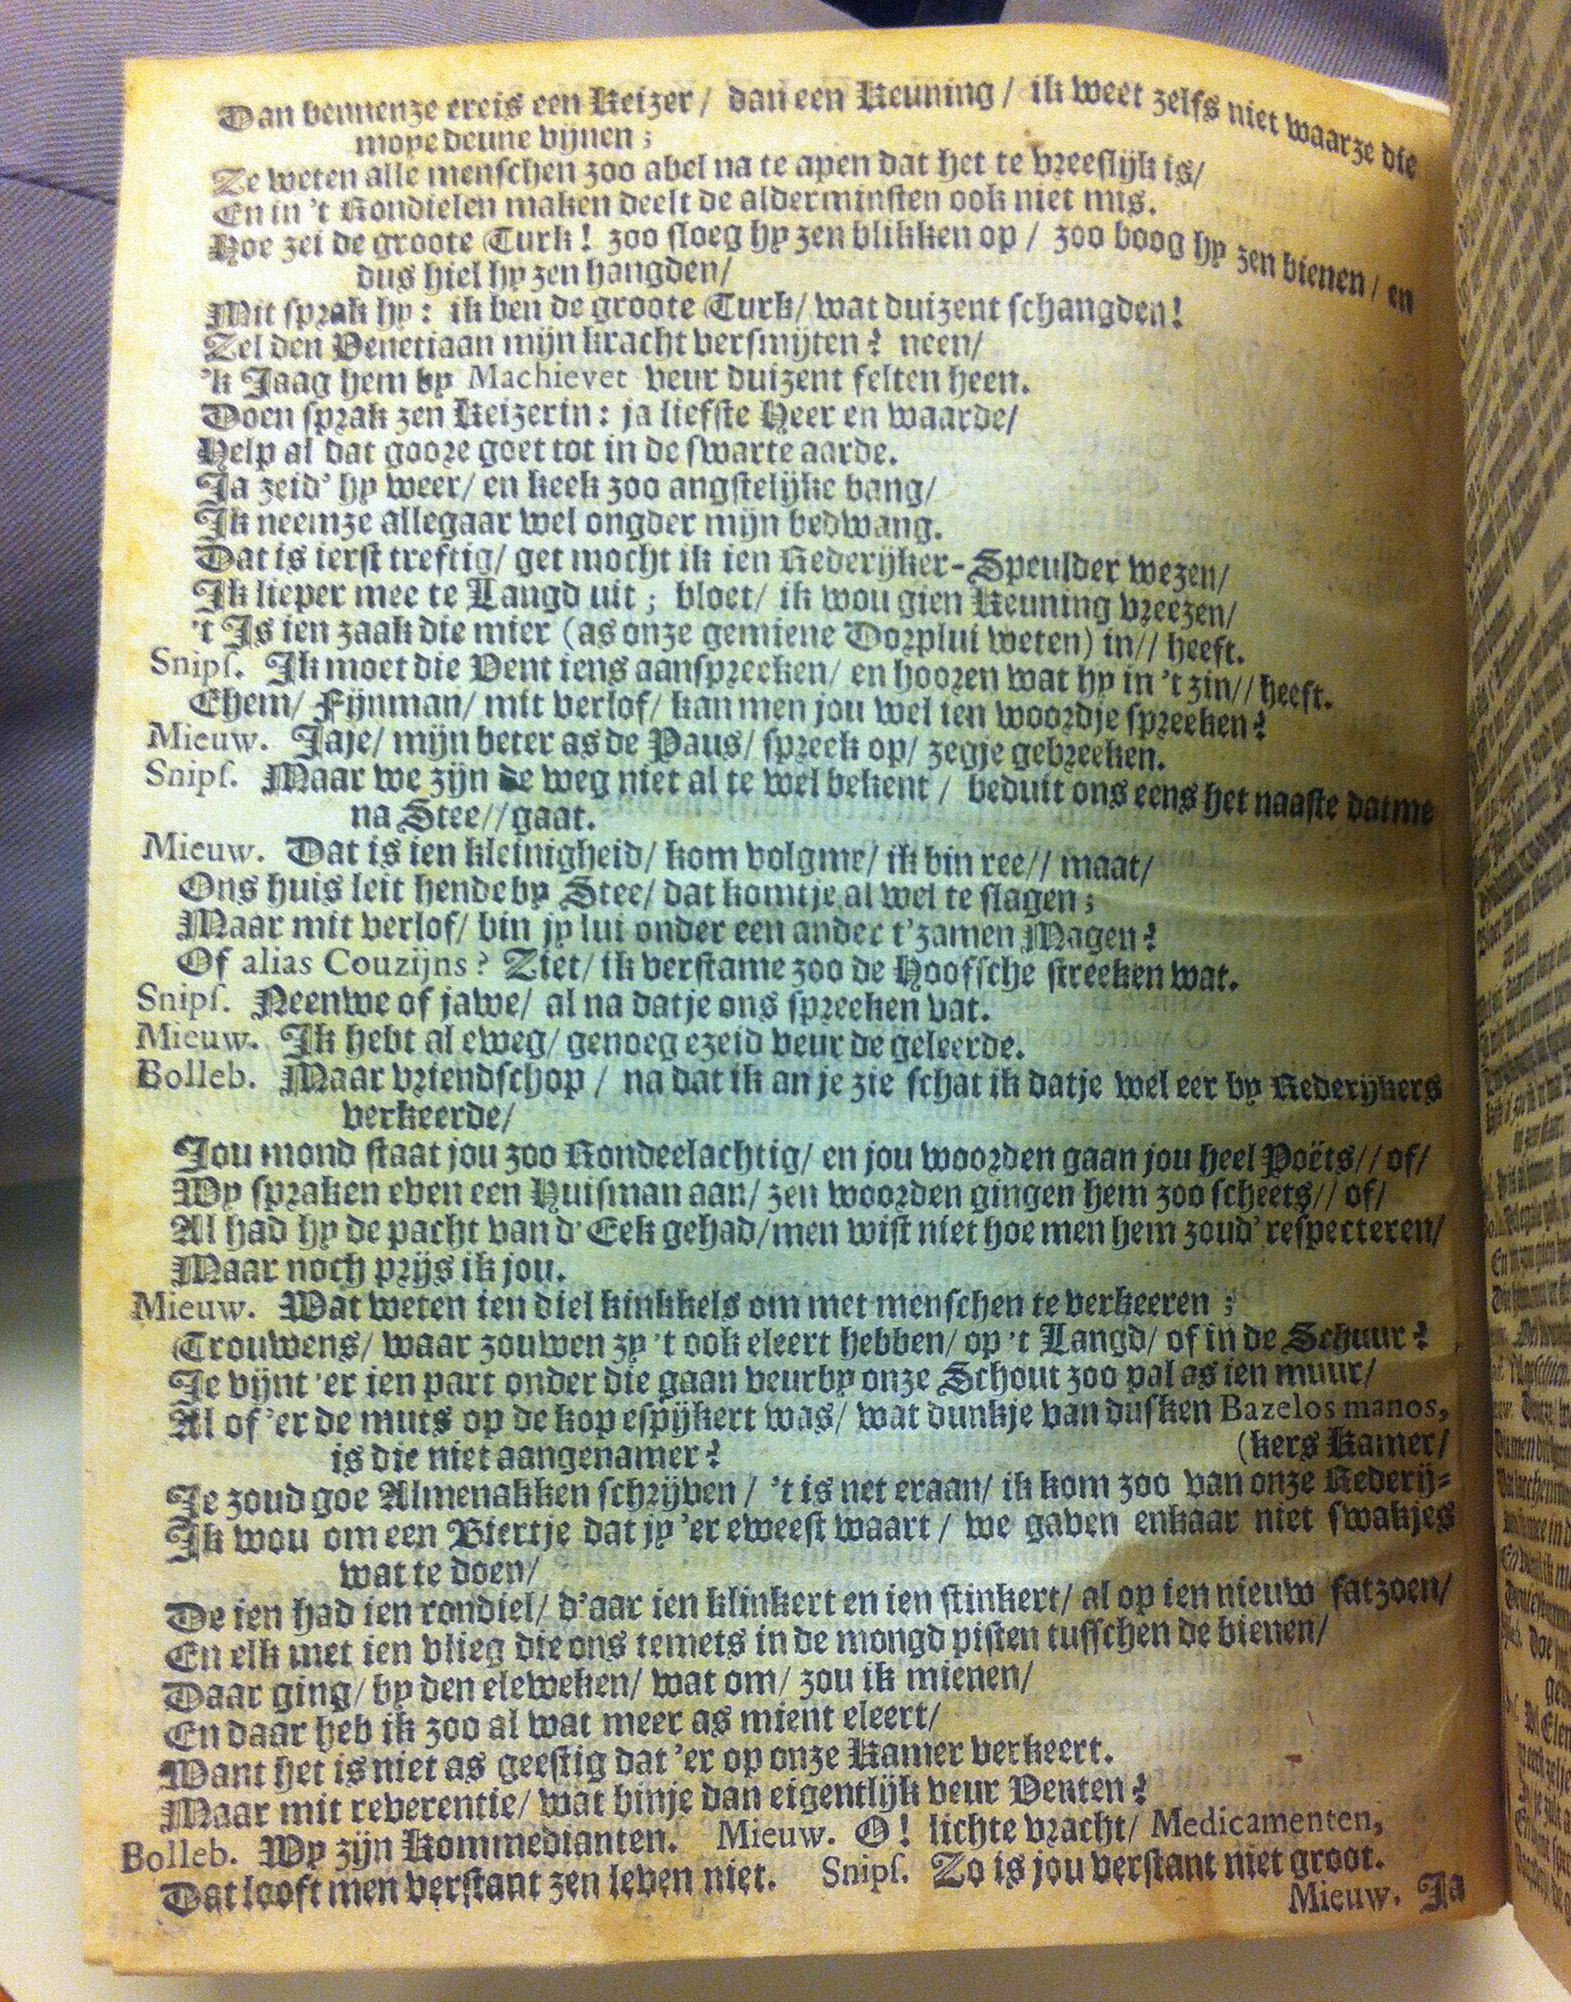 Dan bennenze ereis een Keizer/ dan een Keuning/ ik weet zelfs niet waarze die
moye deune vijnen;
Ze weten alle menschen zoo abel na te apen dat het te vreeslijk is/
En in 't Rondielen maken deelt de alderminsten ook niet mis.
Hoe zei de groote Turk! zoo sloeg hy zen blikken op/ zoo boog hy zen bienen/ en
dus hiel hy zen hangden/
Mit sprak hy: ik ben de groote Turk/ wat duizent schangden!
Zel den Venetiaan mijn kracht versmijten? neen/
'k Jaag hem by Machievet veur duizent felten heen.
Doen sprak zen Keizerin: ja liefste Heer en waarde/
Help al dat gooze goet tot in de swarte aarde.
Ja zeid' hy weer/ en keek zoo angstelijke bang/
Ik neemze allegaar wel ongder mijn bedwang.
Dat is ierst treftig/ get mocht ik ien Rederijker-Speulder wezen/
Ik lieper mee te Langd uit; bloet/ ik wou gien Keuning vreezen/
't Is ien zaak die mier (as onze gemiene Dorplui weten) in// heeft.
Snips. Ik moet die Vent iens aanspreeken/ en hooren wat hy in 't zin// heeft.
Ehem/ Fijnman/ mit verlof/ kan men jou wel ien woordje spreeken?
Mieuw. Jaje/ mijn beter as de Paus/ spreek op/ zegje gebreeken.
Snips. Maar we zijn de weg niet al te wel bekent/ beduit ons eens het naaste datme
na Stee// gaat.
Mieuw. Dat is ien kleinigheid/ kom volgme/ ik bin ree// maat/
Ons huis leit hende by Stee/ dat komtje al wel te slagen;
Maar mit verlof/ bin jy lui onder een ander t'zamen Magen?
Of alias Couzijns? Ziet/ ik verstame zoo de Hoofsche streeken wat.
Snips. Neenwe of jawe/ al na datje ons spreeken vat.
Mieuw. Ik hebt al eweg/ genoeg ezeid veur de geleerde.
Bolleb. Maar vriendschop/ na dat ik an je zie schat ik datje wel eer by Rederijkers
verkeerde/
Jou mond staat jou zoo Rondeelachtig/ en jou woorden gaan jou heel Poëts// of/
Wy spraken even een Huisman aan/ zen woorden gingen hem zoo scheets// of/
Al had hy de pacht van d'Eek gehad/ men wist niet hoe men hem zoud' respecteren/
Maar noch prijs ik jou.
Mieuw. Wat weten ien diel kinkkels om met menschen te verkeeren;
Trouwens/ waar zouwen zy 't ook eleert hebben/ op 't Langd/ of in de Schuur?
Je vijnt 'er ien part onder die gaan veurby onze Schout zoo pal as ien muur/
Al of 'er de muts op de kop espijkert was/ wat dunkje van dusken Bazelos manos,
is die niet aangenamer?
(kers Kamer/
Je zoud goe Almenakken schrijven/ 't is net eraan/ ik kom zoo van onze Rederij-
Ik wou om een Biertje dat jy 'er eweest waart/ we gaven enkaar niet swakjes
wat te doen/
De ien had ien rondiel/ d'aar ien klinkert en ien stinkert/ al op ien nieuw fatzoen/
En elk met ien vlieg die ons temets in de mongd pisten tusschen de bienen/
Daar ging/ by den eleweken/ wat om/ zou ik mienen/
En daar heb ik zoo al wat meer as mient eleert/
Want het is niet as geestig dat 'er op onze Kamer verkeert.
Maar mit reverentie/ wat binje dan eigentlijk veur Venten?
Bolleb. Wy zijn Kommedianten. Mieuw. O! lichte vracht/ Medicamenten,
Dat looft men verstant zen leven niet. Snips. Zo is jou verstant niet groot.
Mieuw. Ja